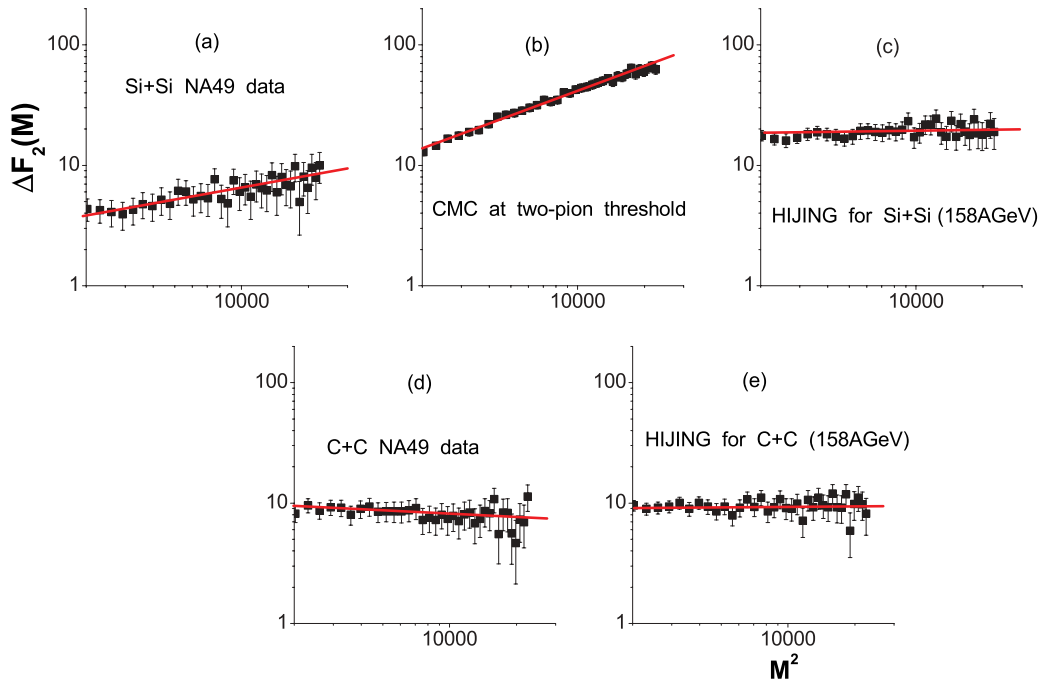 (a)
(b)
(c)
100
100
100
Si+Si NA49 data
ΔF2(M)
10
10
10
CMC at two-pion threshold
HIJING for Si+Si (158AGeV)
1
1
1
10000
10000
10000
(d)
(e)
100
100
C+C NA49 data
HIJING for C+C (158AGeV)
10
10
1
1
10000
10000
M²